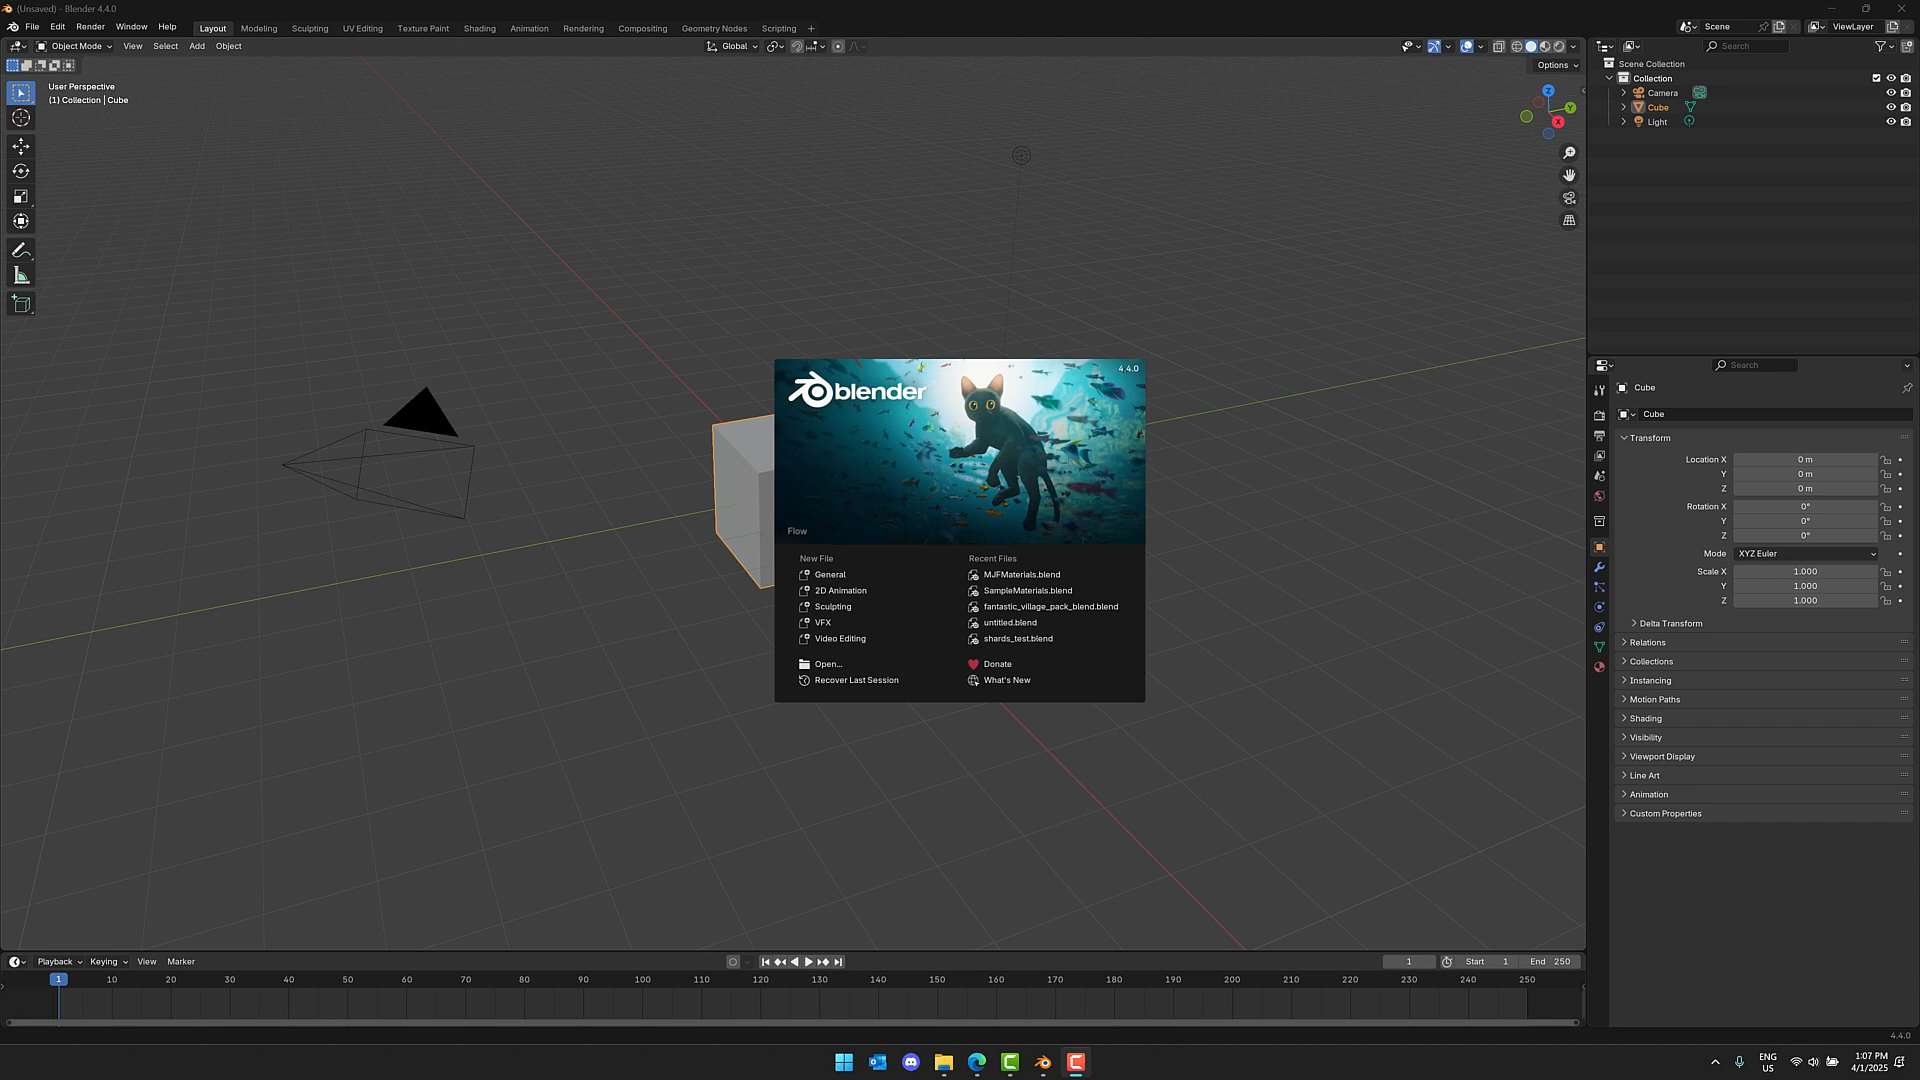 (Unsaved) - Blender 4.4.0
File Edit Render Window Help Layout Modeling Sculpting UV Editing Texture Paint Shading Animation Rendering Compositing Geometry Nodes Scripting + Scene ViewLayer
Object Mode View Select Add Object Global Search
Options
User Perspective
(1) Collection | Cube
Z
Y
X
Scene Collection
Collection
Camera
Cube
Light
Search
Cube
Cube
Transform
Location X 0 m
Y 0 m
Z 0 m
Rotation X 0°
Y 0°
Z 0°
Mode XYZ Euler
Scale X 1.000
Y 1.000
Z 1.000
Delta Transform
Relations
Collections
Instancing
Motion Paths
Shading
Visibility
Viewport Display
Line Art
Animation
Custom Properties
4.4.0
blender
Flow
New File
General
2D Animation
Sculpting
VFX
Video Editing
Open...
Recover Last Session
Recent Files
MJFMaterials.blend
SampleMaterials.blend
fantastic_village_pack_blend.blend
untitled.blend
shards_test.blend
Donate
What's New
Playback Keying View Marker 1 Start 1 End 250
1 10 20 30 40 50 60 70 80 90 100 110 120 130 140 150 160 170 180 190 200 210 220 230 240 250
4.4.0
ENG
US
1:07 PM
4/1/2025